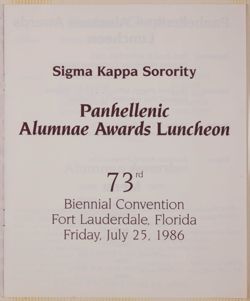 Sigma Kappa Sorority
Panhellenic
Alumnae Awards Luncheon
73rd
Biennial Convention
Fort Lauderdale, Florida
Friday, July 25, 1986